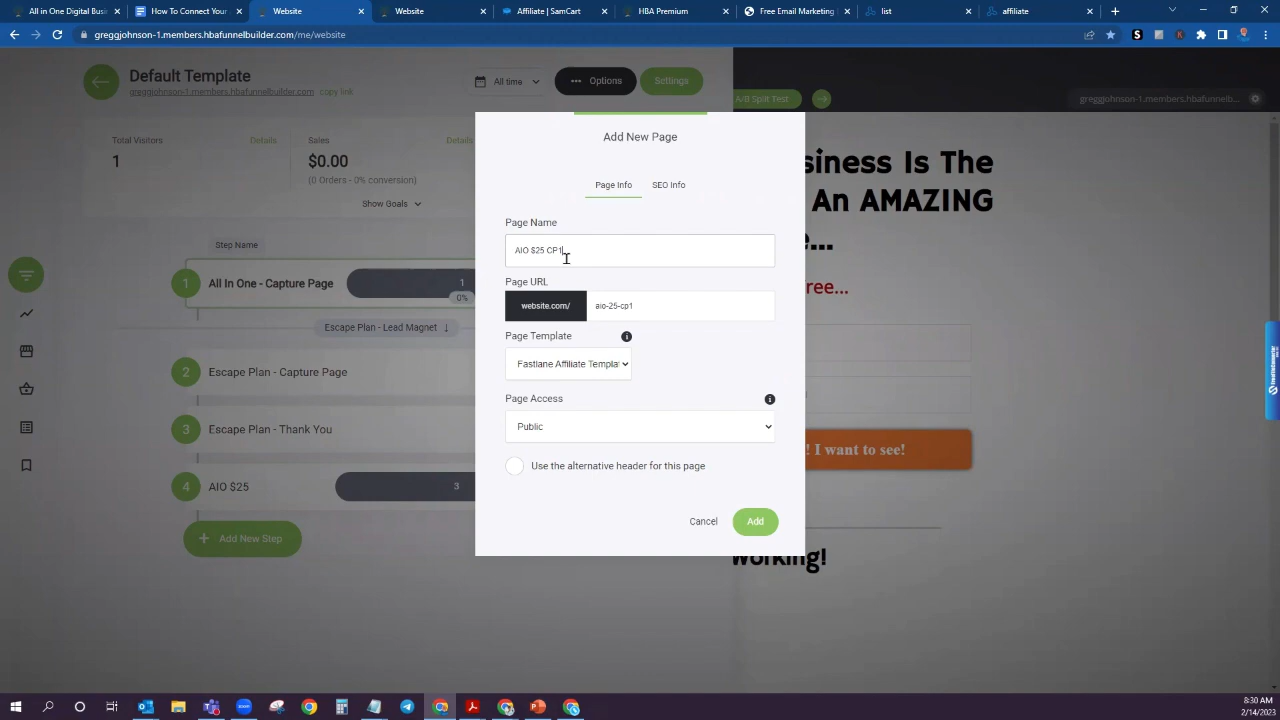 All in One Digital Busin
How To Connect Your
Website
Website
Affiliate | SamCart
HBA Premium
Free Email Marketing
list
affiliate
greggjohnson-1.members.hbafunnelbuilder.com/me/website
Default Template
greggjohnson-1.members.hbafunnelbuilder.com copy link
All time
Options
Settings
A/B Split Test
greggjohnson-1.members.hbafunnelb...
Total Visitors
Details
1
Sales
Details
$0.00
(0 Orders - 0% conversion)
Show Goals
Step Name
1 All In One - Capture Page 1
0%
Escape Plan - Lead Magnet ↓
2 Escape Plan - Capture Page
3 Escape Plan - Thank You
4 AIO $25 3
+ Add New Step
Add New Page
Page Info
SEO Info
Page Name
AIO $25 CP1
Page URL
website.com/ aio-25-cp1
Page Template
Fastlane Affiliate Templat
Page Access
Public
Use the alternative header for this page
Cancel
Add
siness Is The
An AMAZING
e...
ree...
! I want to see!
Working!
8:30 AM
2/14/2023